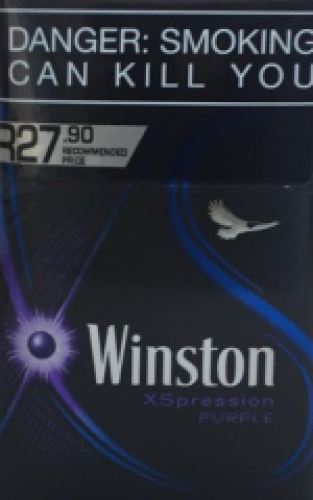 DANGER: SMOKING
CAN KILL YOU
R27.90
RECOMMENDED
PRICE
Winston
XSpression
PURPLE